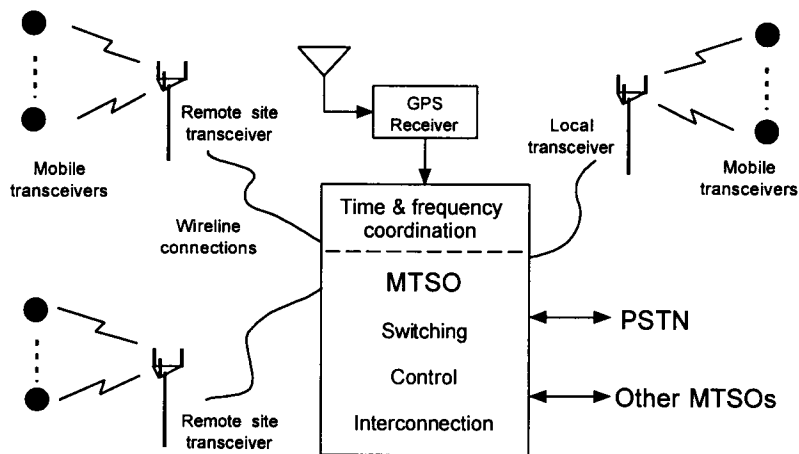 GPS
Receiver
Remote site
transceiver
Local
transceiver
Mobile
transceivers
Mobile
transceivers
Time & frequency
coordination
Wireline
connections
MTSO
Switching
Control
Interconnection
PSTN
Other MTSOs
Remote site
transceiver